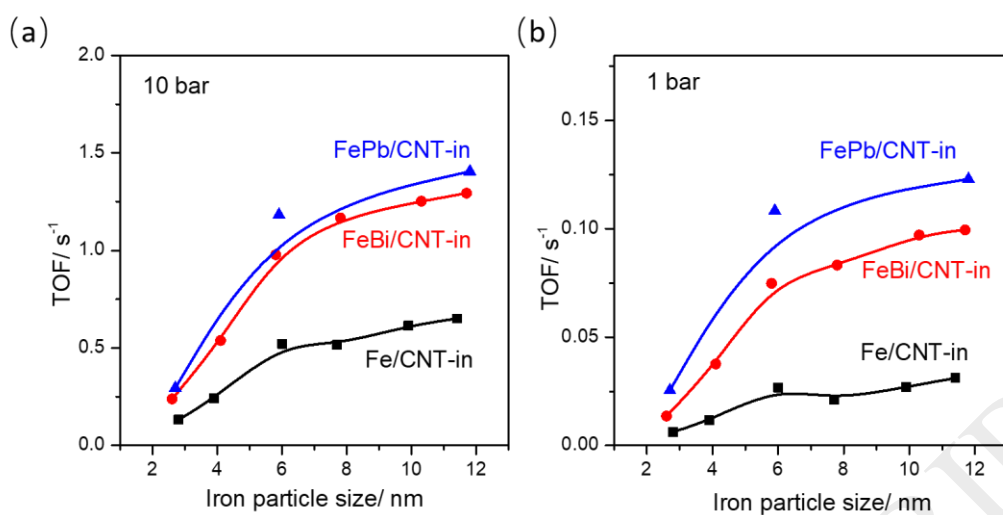 (a)
10 bar
FePb/CNT-in
FeBi/CNT-in
Fe/CNT-in
TOF/ s⁻¹
2.0
1.5
1.0
0.5
0.0
2 4 6 8 10 12
Iron particle size/ nm
(b)
1 bar
FePb/CNT-in
FeBi/CNT-in
Fe/CNT-in
TOF/ s⁻¹
0.15
0.10
0.05
0.00
2 4 6 8 10 12
Iron particle size/ nm